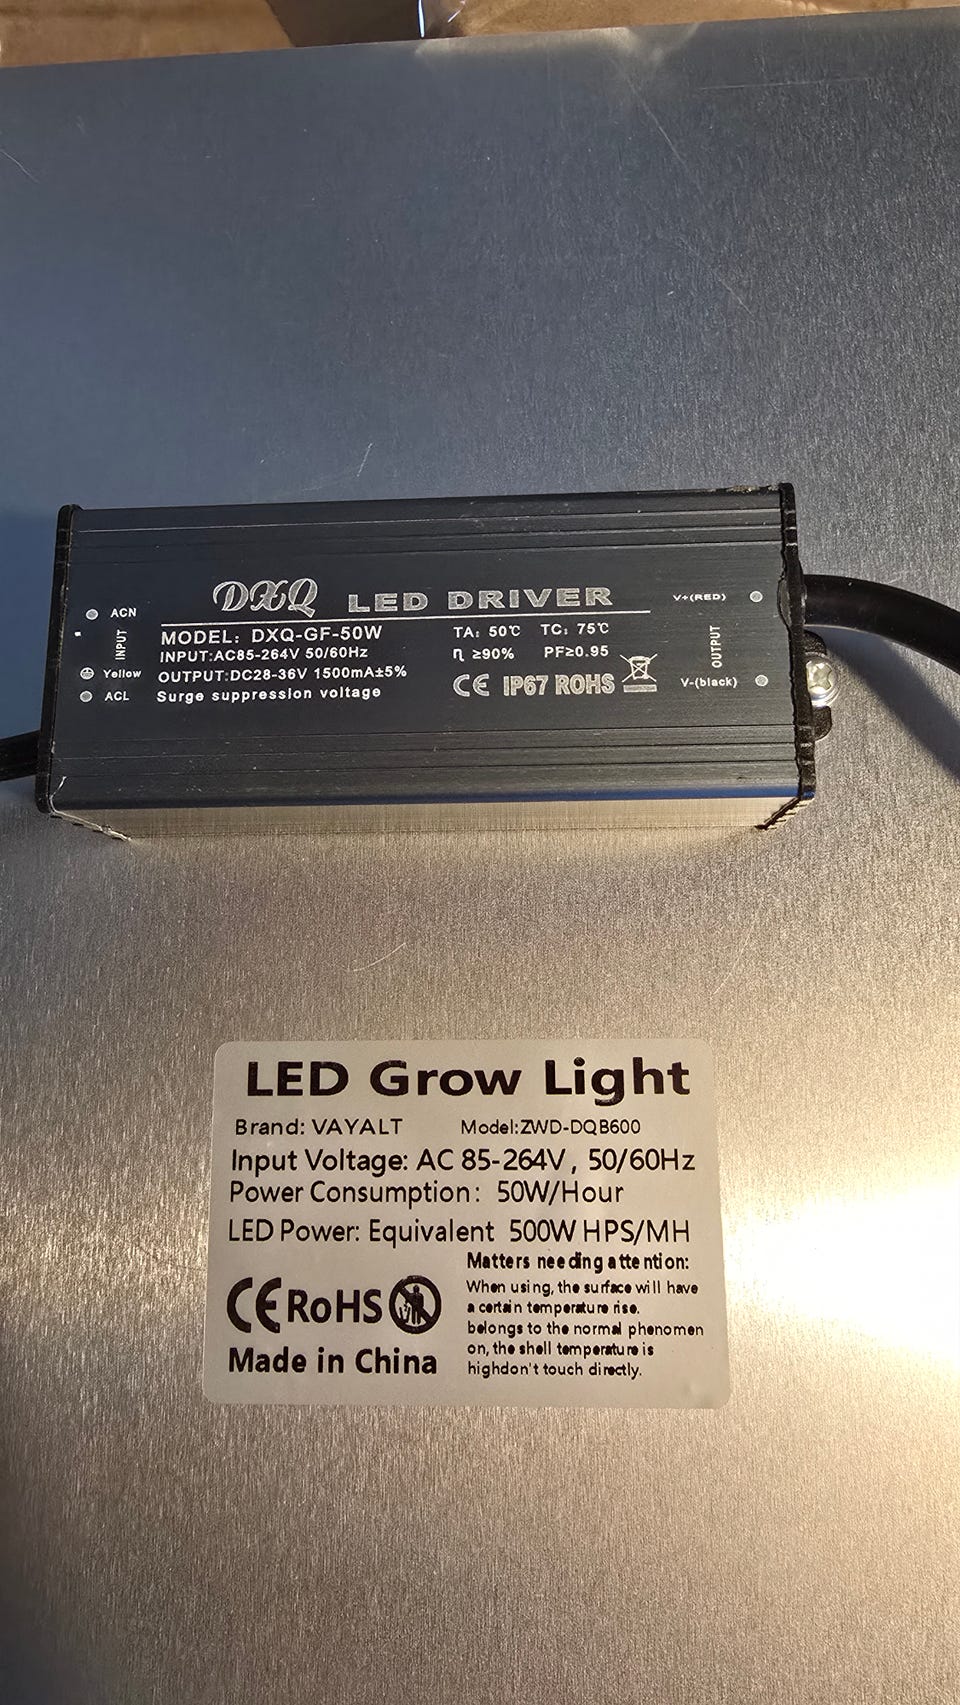 DXQ LED DRIVER
MODEL: DXQ-GF-50W
INPUT:AC85-264V 50/60Hz
OUTPUT:DC28-36V 1500mA±5%
Surge suppression voltage
TA: 50℃ TC: 75℃
η ≥90% PF≥0.95
CE IP67 ROHS
ACN
INPUT
Yellow
ACL
V+(RED)
OUTPUT
V-(black)
LED Grow Light
Brand: VAYALT Model:ZWD-DQB600
Input Voltage: AC 85-264V, 50/60Hz
Power Consumption: 50W/Hour
LED Power: Equivalent 500W HPS/MH
CE RoHS
Made in China
Matters needing attention:
When using, the surface will have
a certain temperature rise.
belongs to the normal phenomen
on, the shell temperature is
highdon't touch directly.